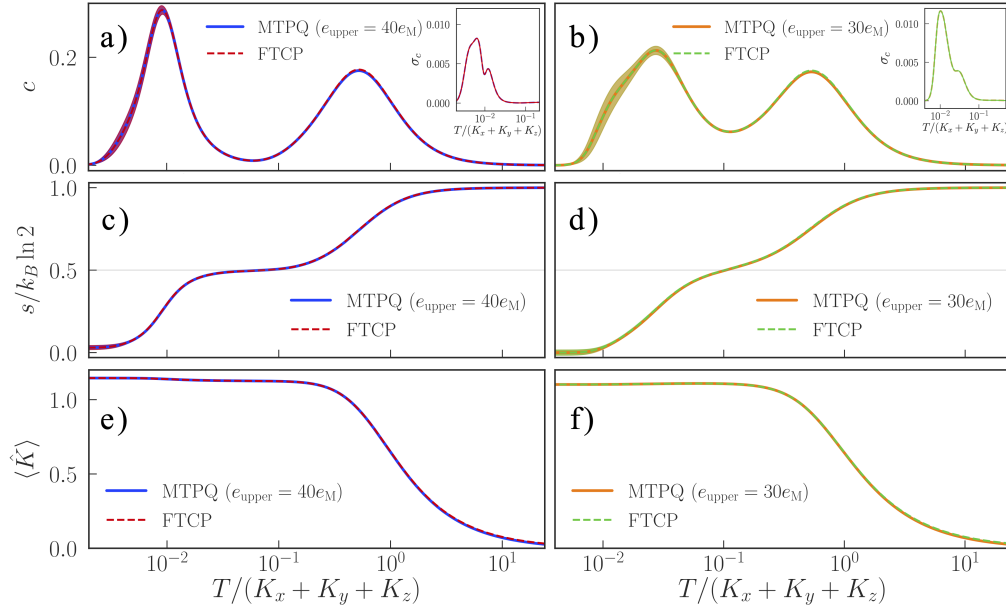 a)
MTPQ (e_upper = 40e_M)
FTCP
0.2
0.0
c
0.010
0.005
0.000
σ_c
10^−2
10^−1
T/(K_x + K_y + K_z)
b)
MTPQ (e_upper = 30e_M)
FTCP
0.010
0.005
0.000
σ_c
10^−2
10^−1
T/(K_x + K_y + K_z)
c)
1.0
0.5
0.0
s/k_B ln 2
MTPQ (e_upper = 40e_M)
FTCP
d)
MTPQ (e_upper = 30e_M)
FTCP
e)
1.0
0.5
0.0
⟨K̂⟩
MTPQ (e_upper = 40e_M)
FTCP
10^−2
10^−1
10^0
10^1
T/(K_x + K_y + K_z)
f)
MTPQ (e_upper = 30e_M)
FTCP
10^−2
10^−1
10^0
10^1
T/(K_x + K_y + K_z)